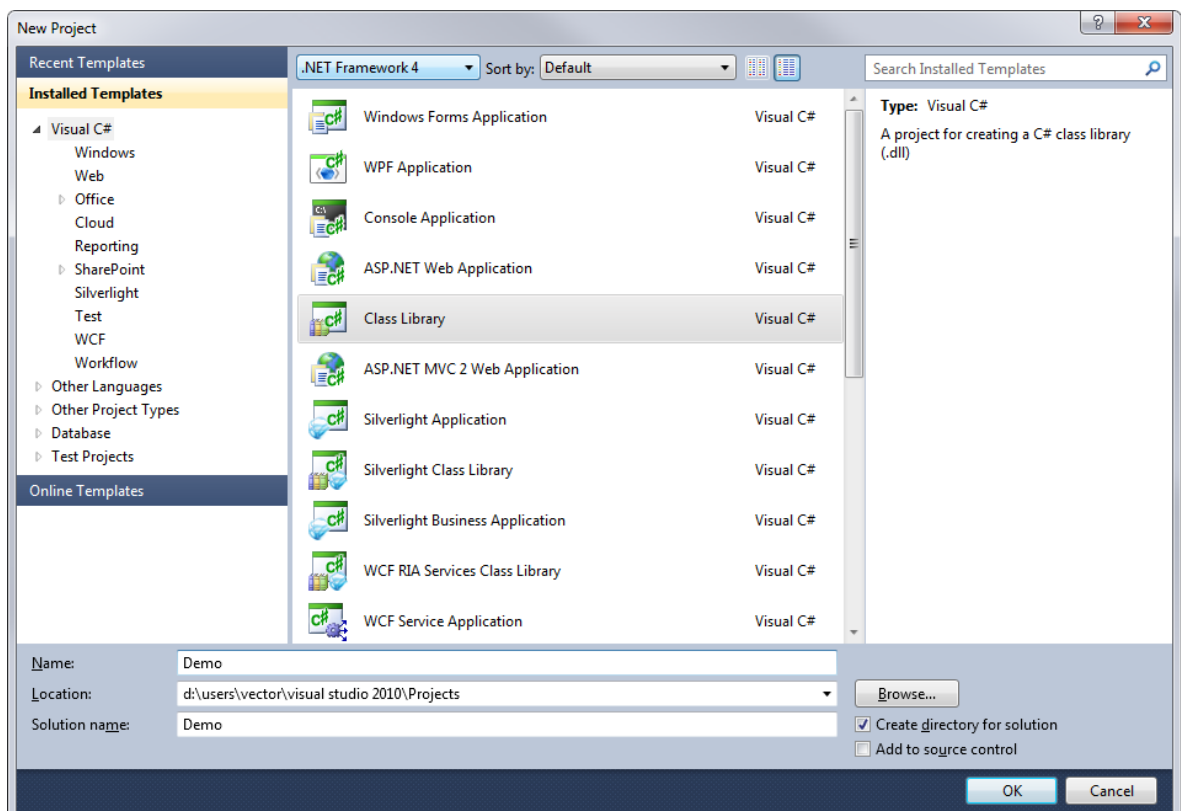 New Project
Recent Templates
Installed Templates
Visual C#
Windows
Web
Office
Cloud
Reporting
SharePoint
Silverlight
Test
WCF
Workflow
Other Languages
Other Project Types
Database
Test Projects
Online Templates
.NET Framework 4 Sort by: Default
Windows Forms Application Visual C#
WPF Application Visual C#
Console Application Visual C#
ASP.NET Web Application Visual C#
Class Library Visual C#
ASP.NET MVC 2 Web Application Visual C#
Silverlight Application Visual C#
Silverlight Class Library Visual C#
Silverlight Business Application Visual C#
WCF RIA Services Class Library Visual C#
WCF Service Application Visual C#
Search Installed Templates
Type: Visual C#
A project for creating a C# class library
(.dll)
Name: Demo
Location: d:\users\vector\visual studio 2010\Projects Browse...
Solution name: Demo
Create directory for solution
Add to source control
OK Cancel